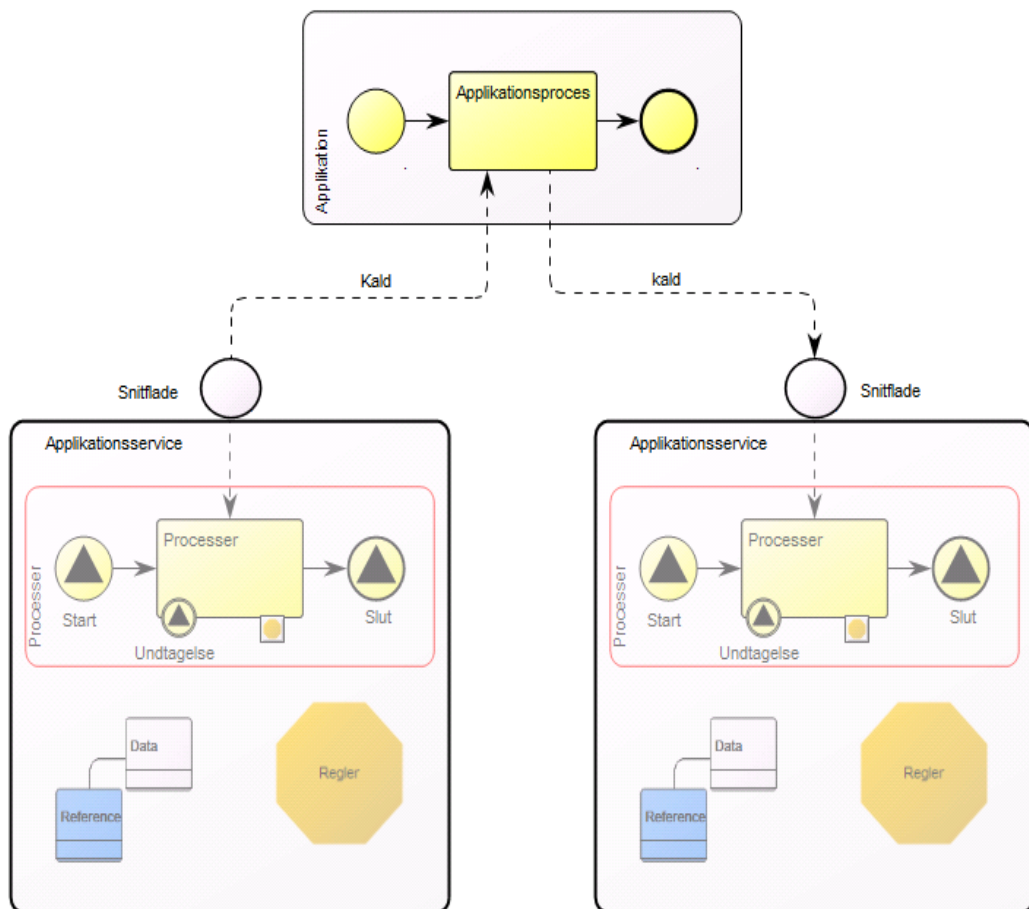 Applikationsproces
Applikation
Kald
kald
Snitflade
Snitflade
Applikationsservice
Processer
Processer
Start
Slut
Undtagelse
Data
Reference
Regler
Applikationsservice
Processer
Processer
Start
Slut
Undtagelse
Data
Reference
Regler